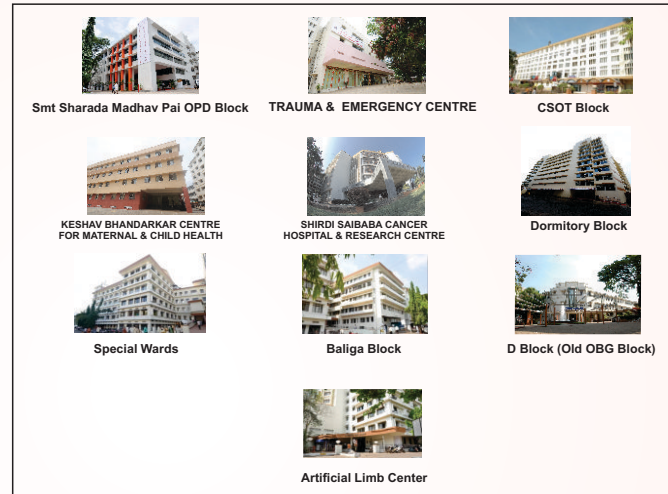 Smt Sharada Madhav Pai OPD Block
TRAUMA & EMERGENCY CENTRE
CSOT Block
KESHAV BHANDARKAR CENTRE
FOR MATERNAL & CHILD HEALTH
SHIRDI SAIBABA CANCER
HOSPITAL & RESEARCH CENTRE
Dormitory Block
Special Wards
Baliga Block
D Block (Old OBG Block)
Artificial Limb Center